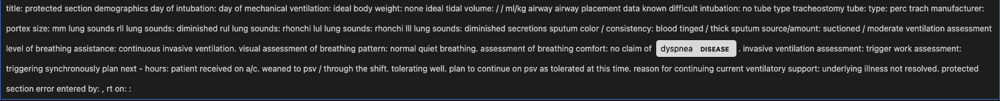 title: protected section demographics day of intubation: day of mechanical ventilation: ideal body weight: none ideal tidal volume: / / ml/kg airway airway placement data known difficult intubation: no tube type tracheostomy tube: type: perc trach manufacturer:
portex size: mm lung sounds rll lung sounds: diminished rul lung sounds: rhonchi lul lung sounds: rhonchi lll lung sounds: diminished secretions sputum color / consistency: blood tinged / thick sputum source/amount: suctioned / moderate ventilation assessment
level of breathing assistance: continuous invasive ventilation. visual assessment of breathing pattern: normal quiet breathing. assessment of breathing comfort: no claim of dyspnea DISEASE . invasive ventilation assessment: trigger work assessment:
triggering synchronously plan next - hours: patient received on a/c. weaned to psv / through the shift. tolerating well. plan to continue on psv as tolerated at this time. reason for continuing current ventilatory support: underlying illness not resolved. protected
section error entered by: , rt on: :